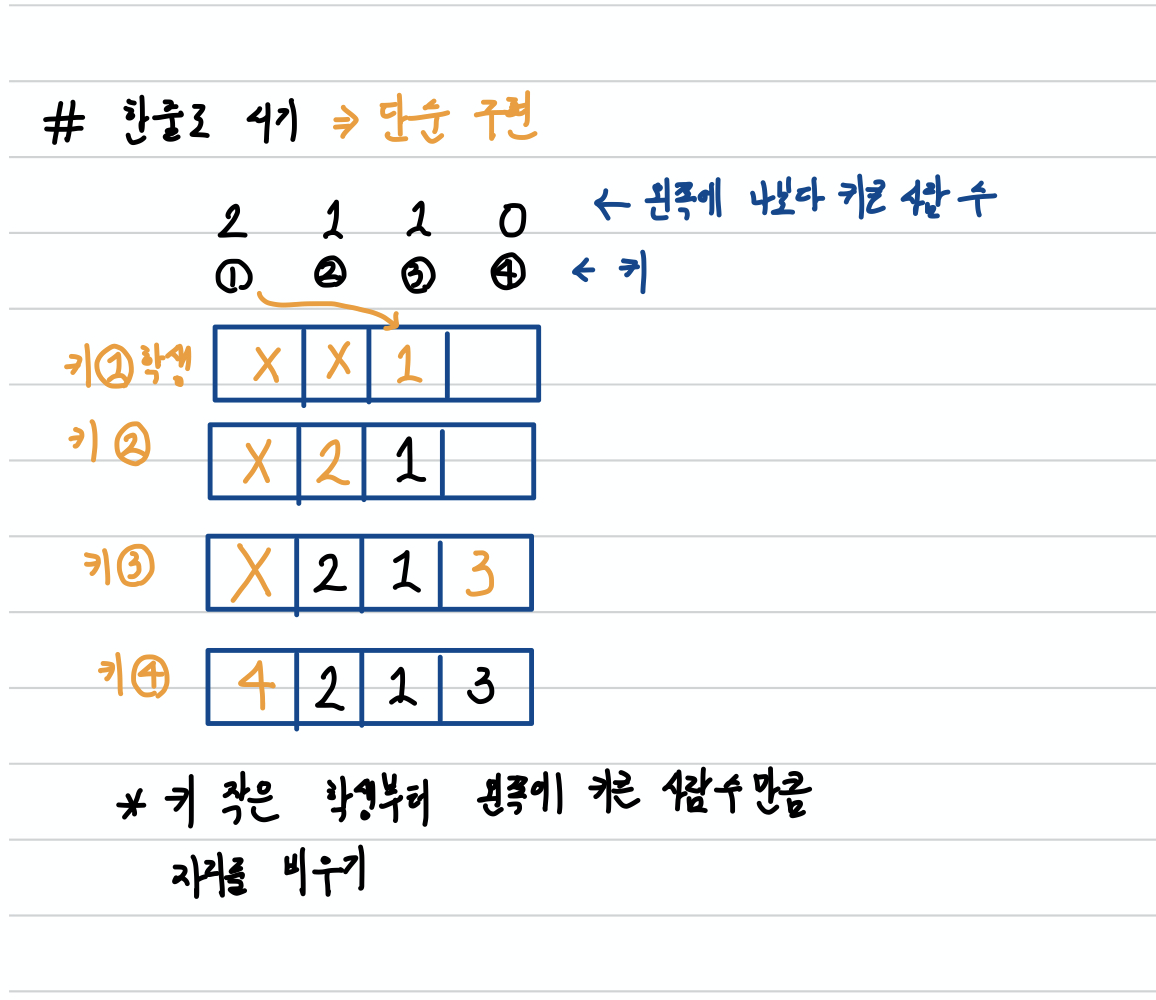 # 한줄로 서기 ⇒ 단순 구현
2 1 1 0 ← 왼쪽에 나보다 키큰 사람 수
① ② ③ ④ ← 키
키①학생 X X 1
키② X 2 1
키③ X 2 1 3
키④ 4 2 1 3
* 키 작은 학생부터 왼쪽에 키큰 사람 수 만큼
자리를 비우기